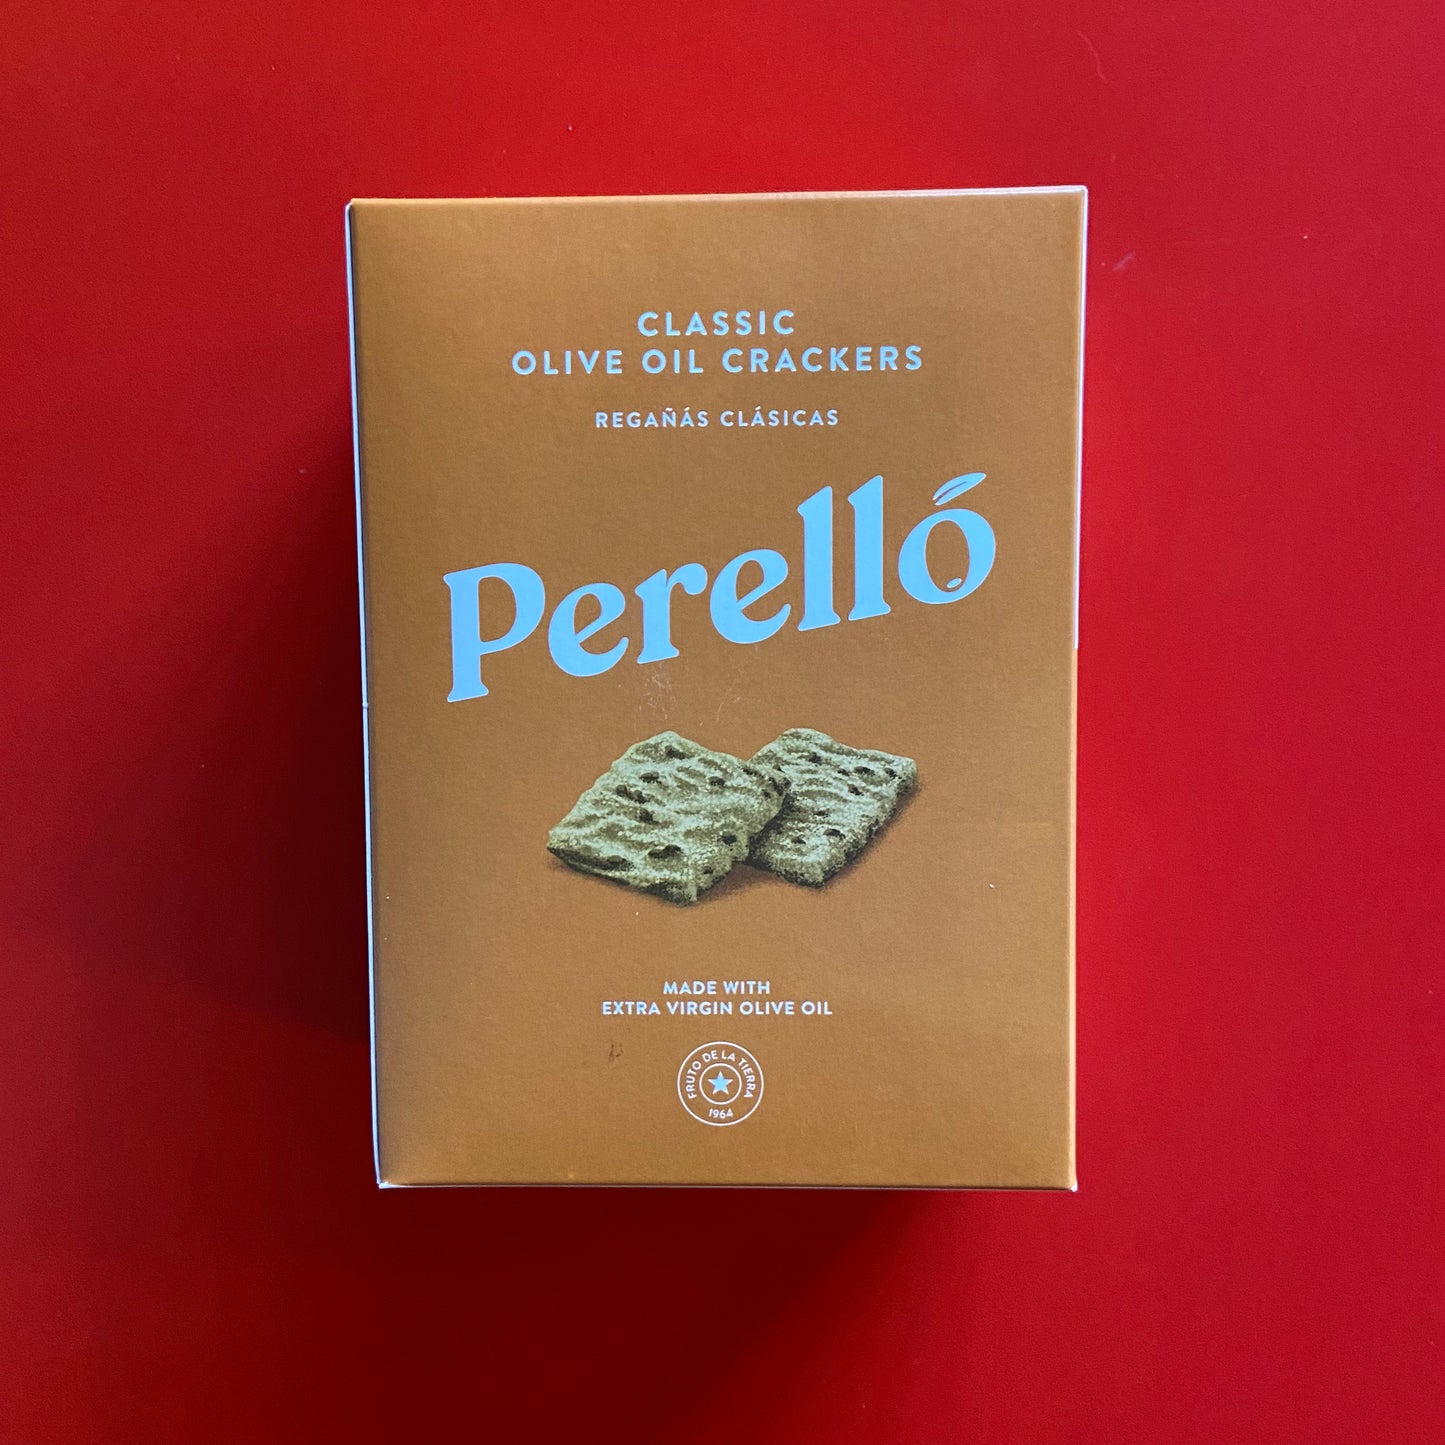 CLASSIC
OLIVE OIL CRACKERS
REGAÑÁS CLÁSICAS
Perelló
MADE WITH
EXTRA VIRGIN OLIVE OIL
FRUTO DE LA TIERRA
1964